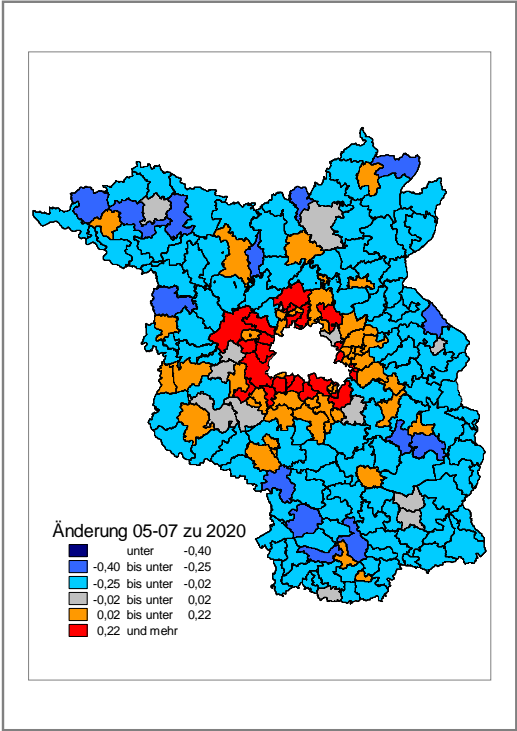 Änderung 05-07 zu 2020
unter -0,40
-0,40 bis unter -0,25
-0,25 bis unter -0,02
-0,02 bis unter 0,02
0,02 bis unter 0,22
0,22 und mehr